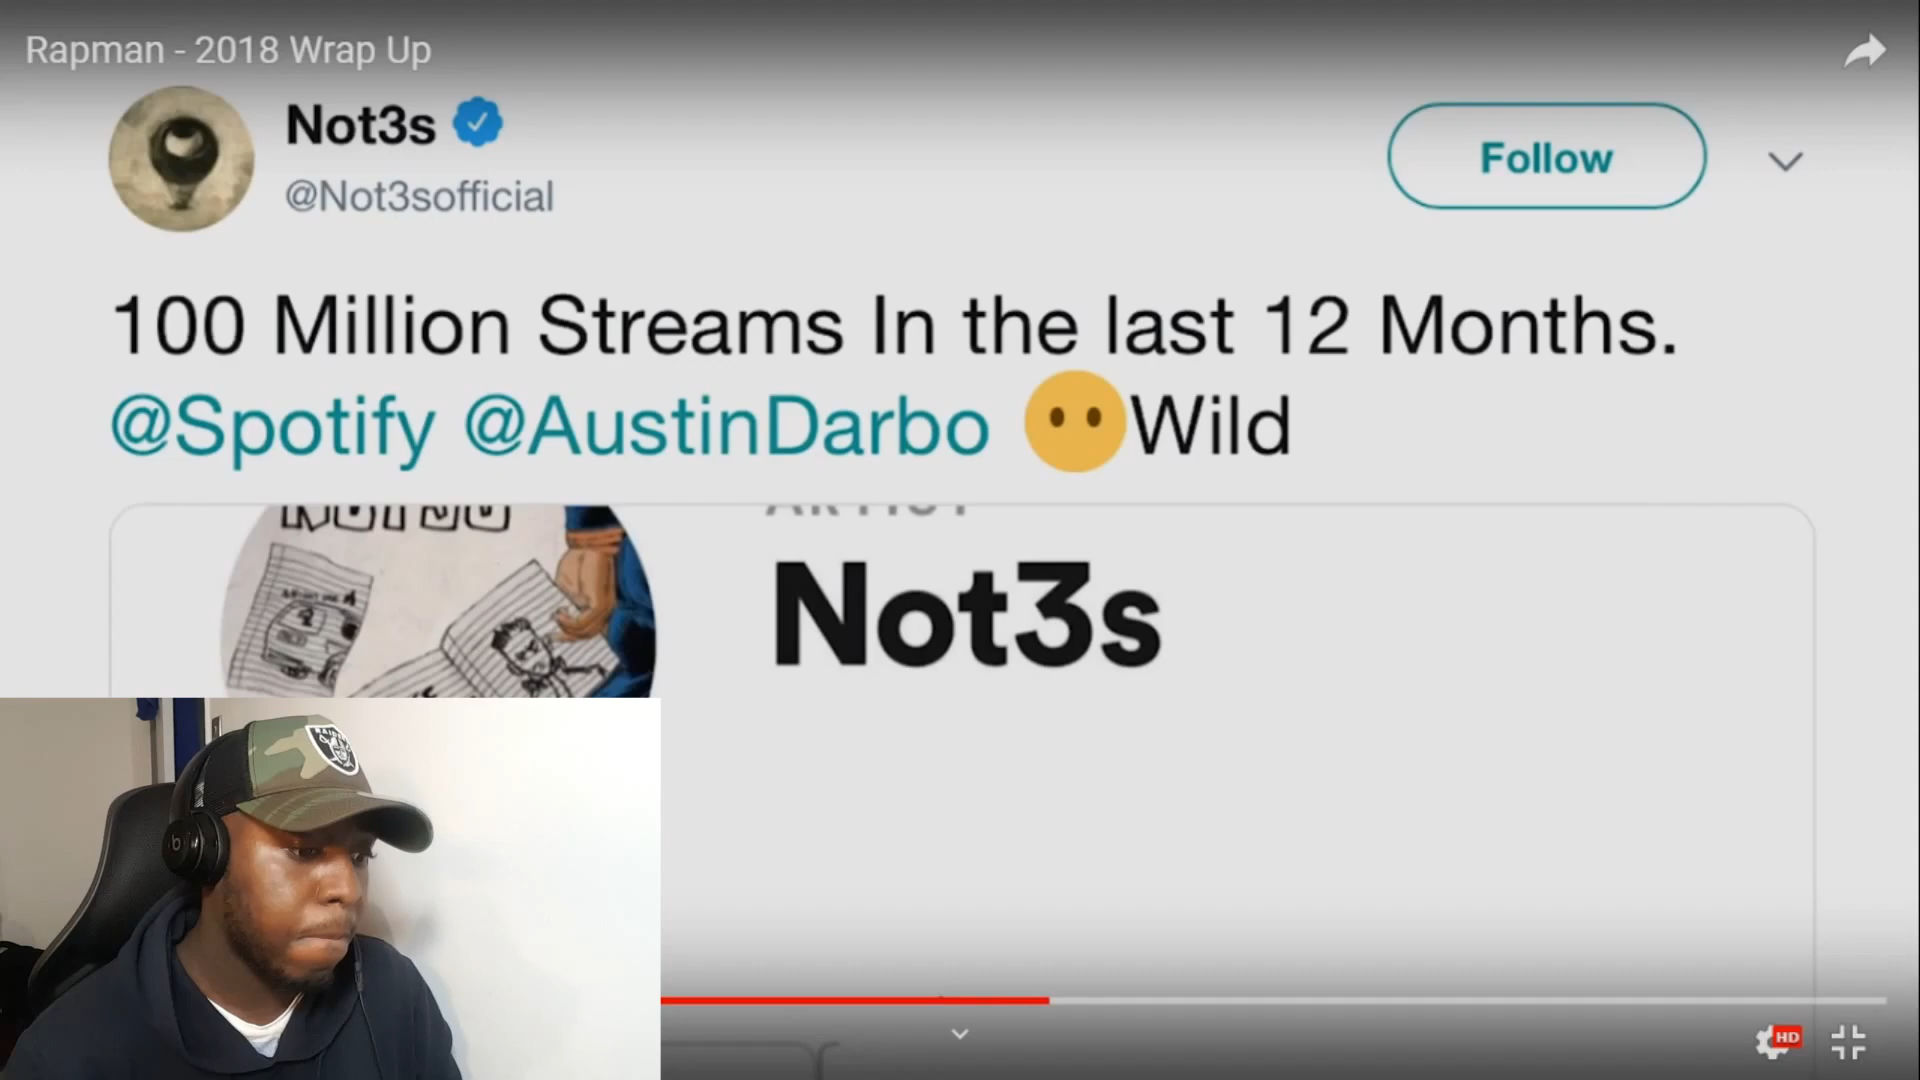 Rapman - 2018 Wrap Up
Not3s
@Not3sofficial
Follow
100 Million Streams In the last 12 Months.
@Spotify @AustinDarbo 😶Wild
ARTIST
Not3s
HD